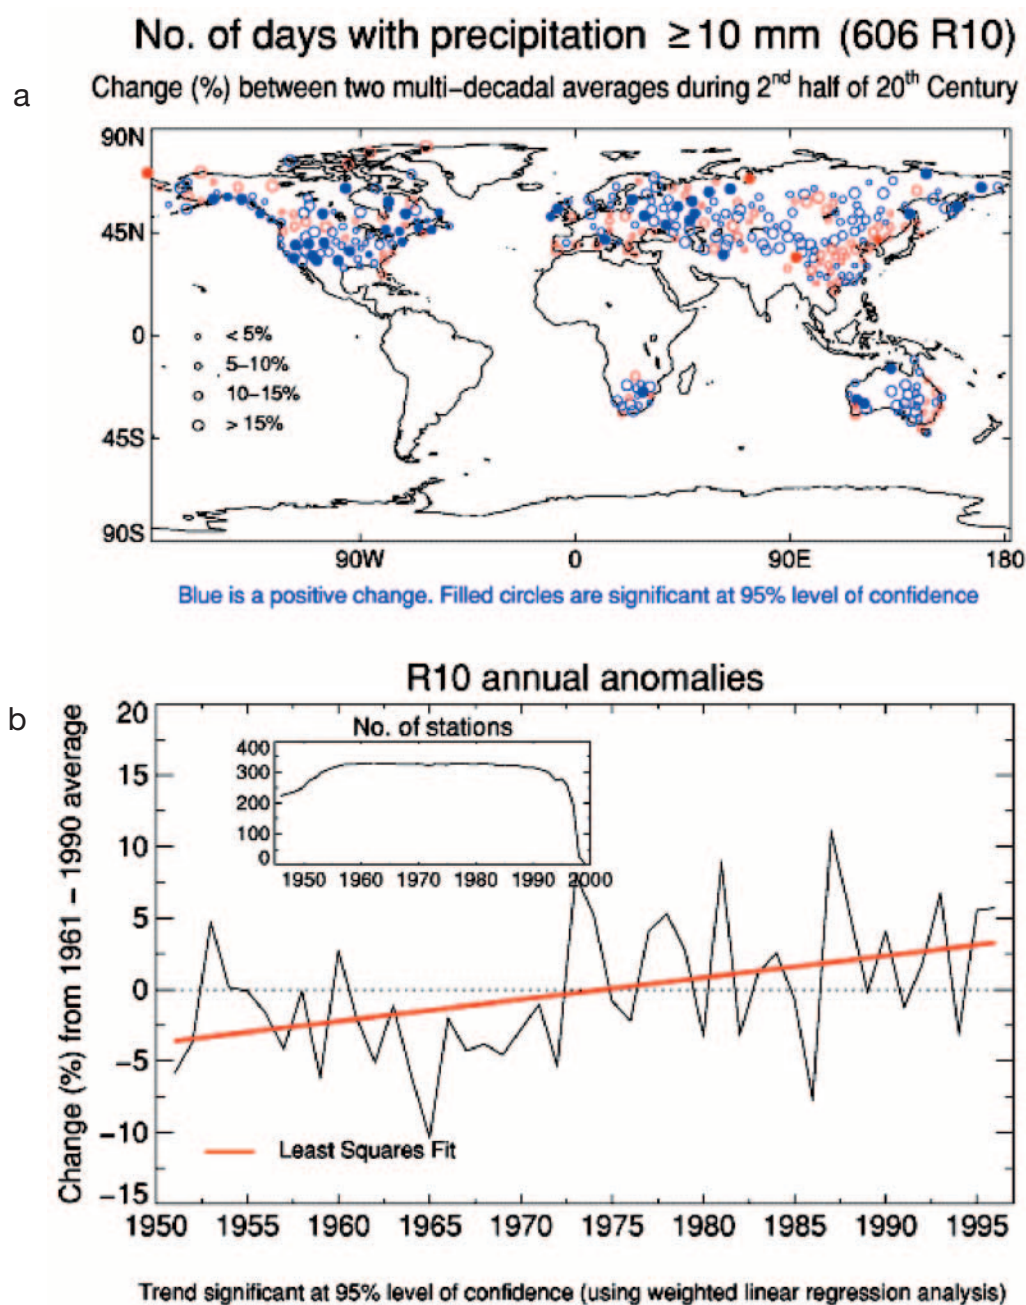 No. of days with precipitation ≥10 mm (606 R10)
a
Change (%) between two multi-decadal averages during 2nd half of 20th Century
90N
45N
0
45S
90S
< 5%
5-10%
10-15%
> 15%
90W 0 90E 180
Blue is a positive change. Filled circles are significant at 95% level of confidence
R10 annual anomalies
b
Change (%) from 1961 - 1990 average
20
15
10
5
0
-5
-10
-15
No. of stations
400
300
200
100
0
1950 1960 1970 1980 1990 2000
Least Squares Fit
1950 1955 1960 1965 1970 1975 1980 1985 1990 1995
Trend significant at 95% level of confidence (using weighted linear regression analysis)